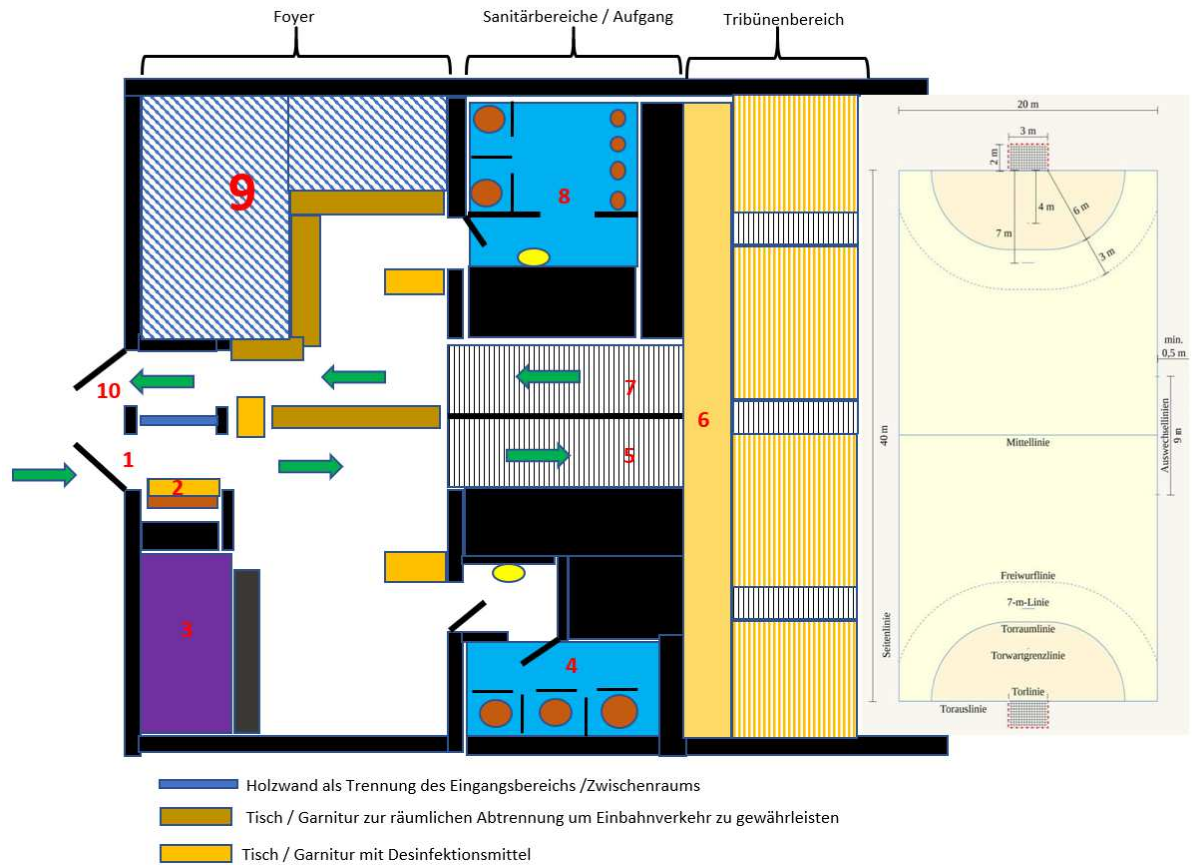 Foyer
Sanitärbereiche / Aufgang
Tribünenbereich
20 m
3 m
2 m
9
8
4 m
6 m
7 m
3 m
min.
0,5 m
10
7
6
40 m
Auswechsellinien
9 m
Mittellinie
1
5
2
Freiwurflinie
7-m-Linie
Torraumlinie
Seitenlinie
3
4
Torwartgrenzlinie
Torlinie
Torauslinie
Holzwand als Trennung des Eingangsbereichs /Zwischenraums
Tisch / Garnitur zur räumlichen Abtrennung um Einbahnverkehr zu gewährleisten
Tisch / Garnitur mit Desinfektionsmittel